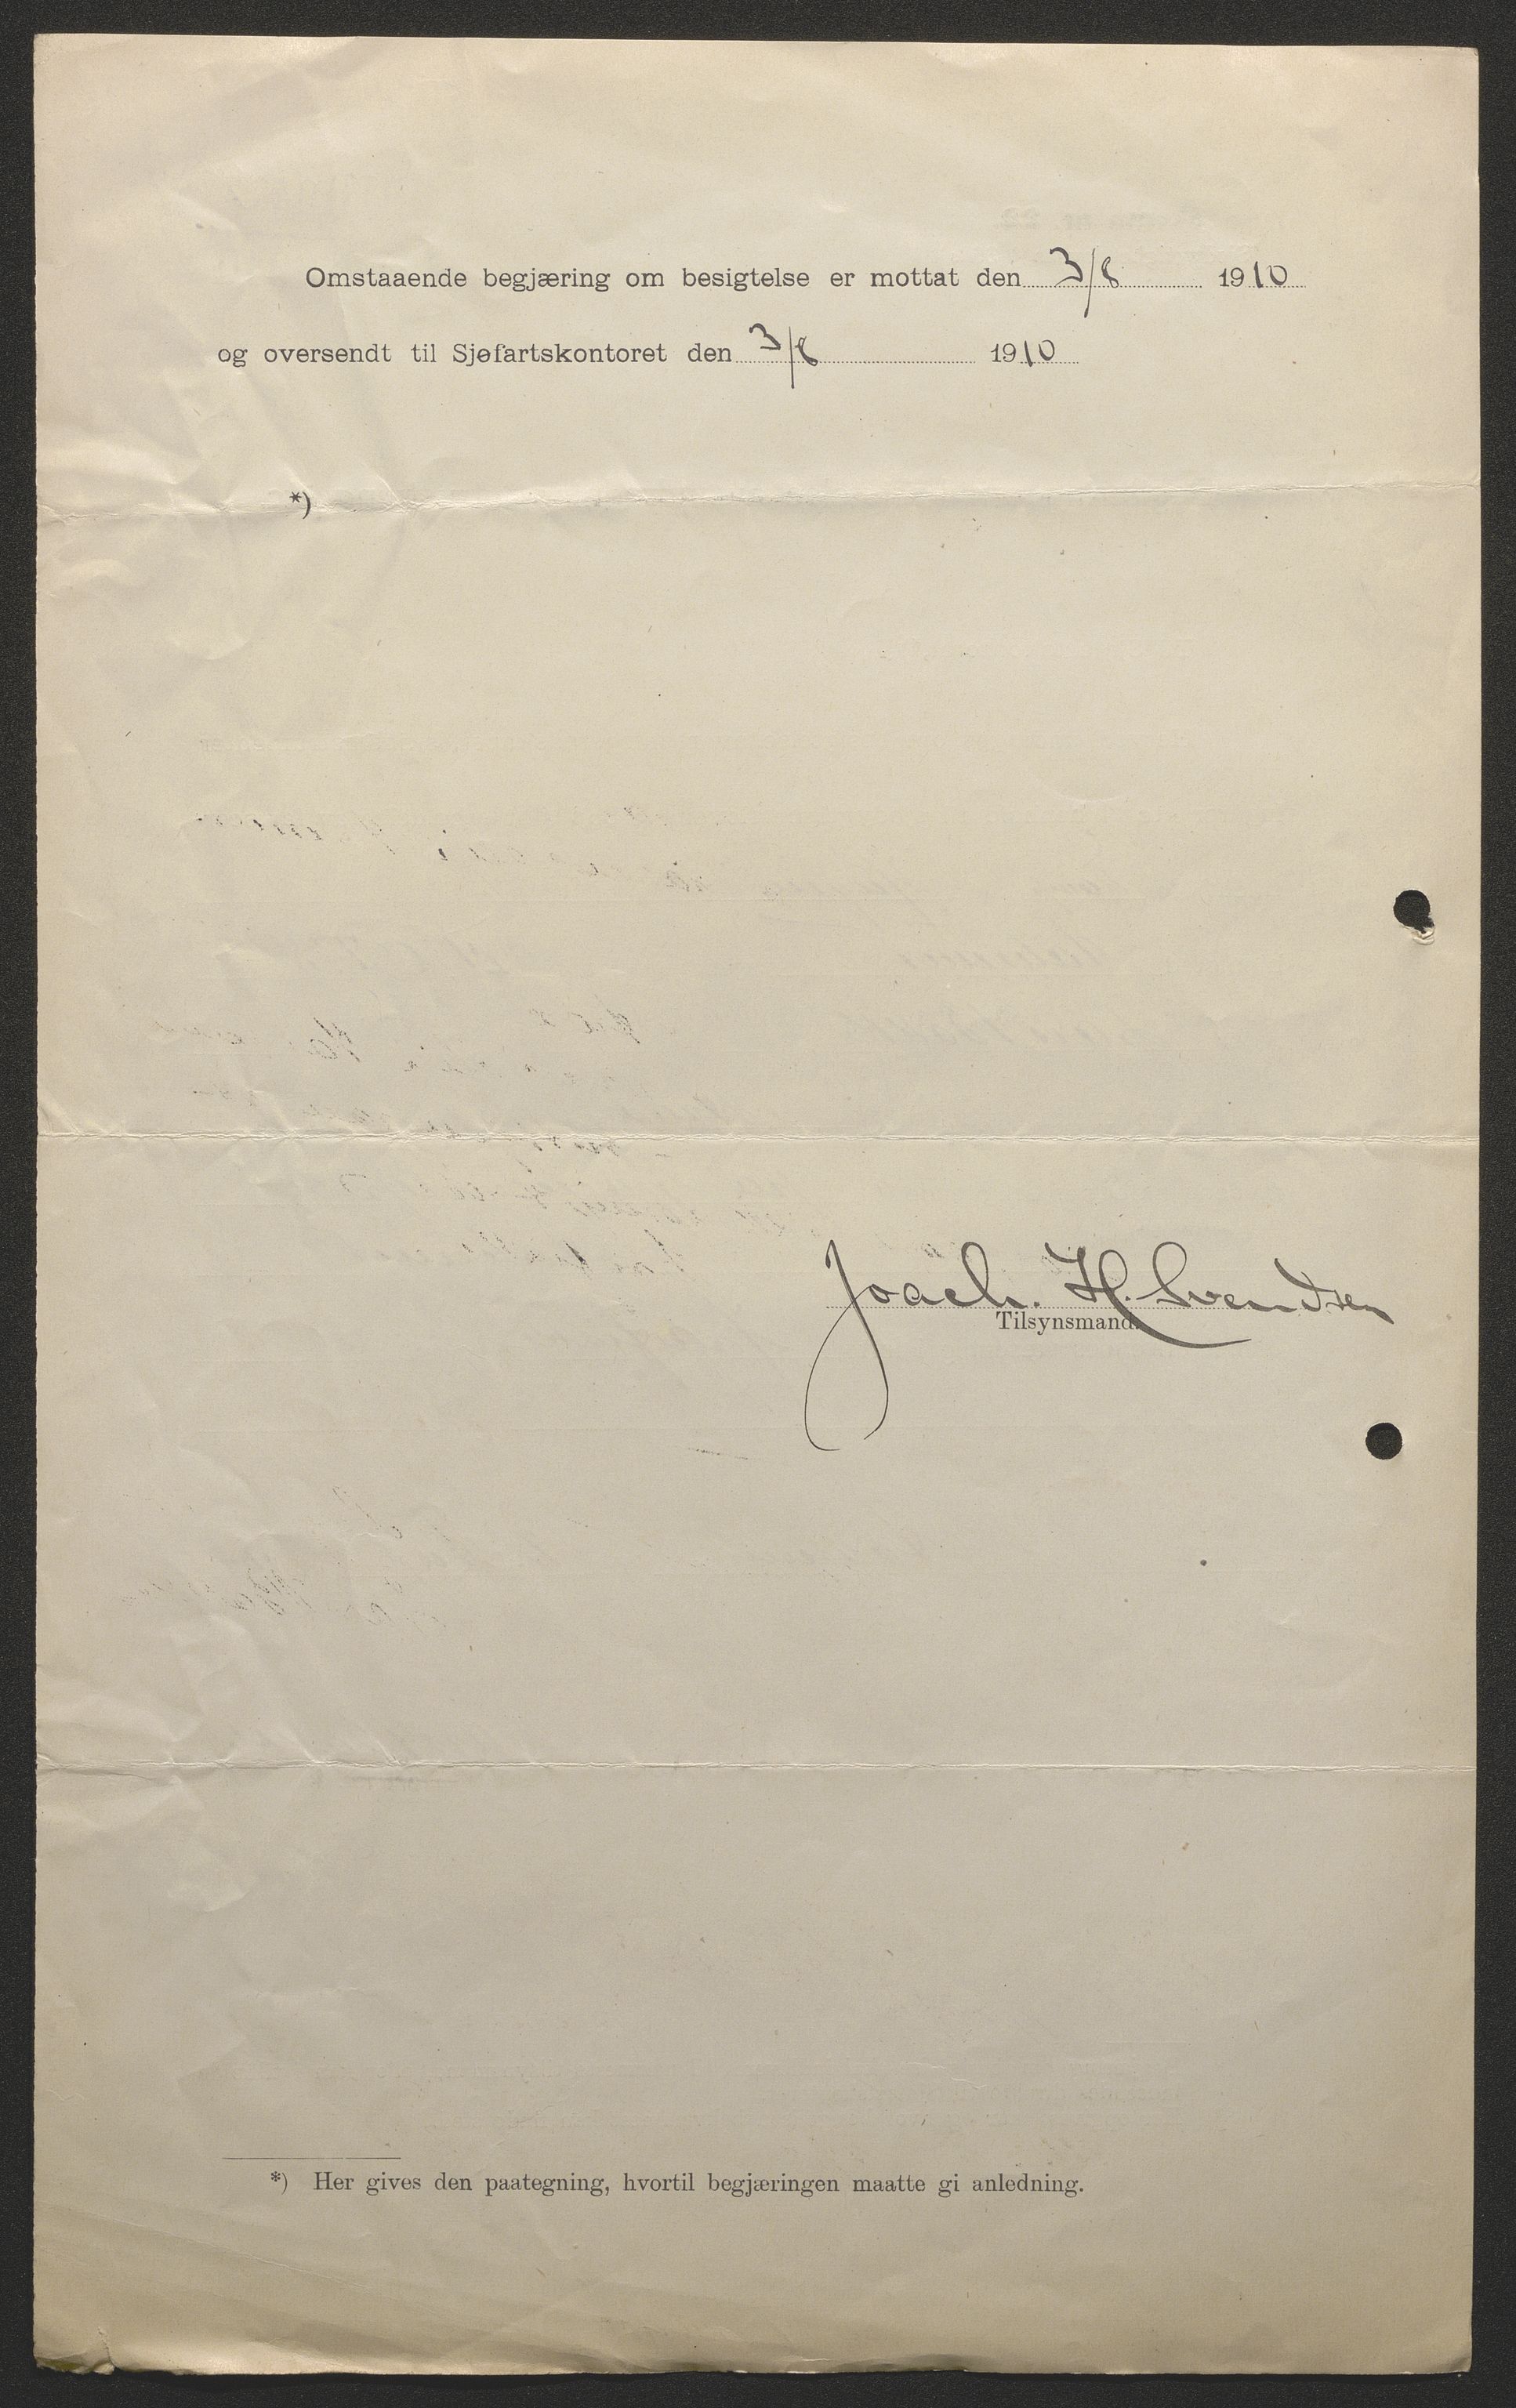 Omstaaende begjæring om besigtelse er mottat den 3/8 1910
og oversendt til Sjøfartskontoret den 3/8 1910
*)
Joach. H. Svendsen
Tilsynsmand.
*) Her gives den paategning, hvortil begjæringen maatte gi anledning.